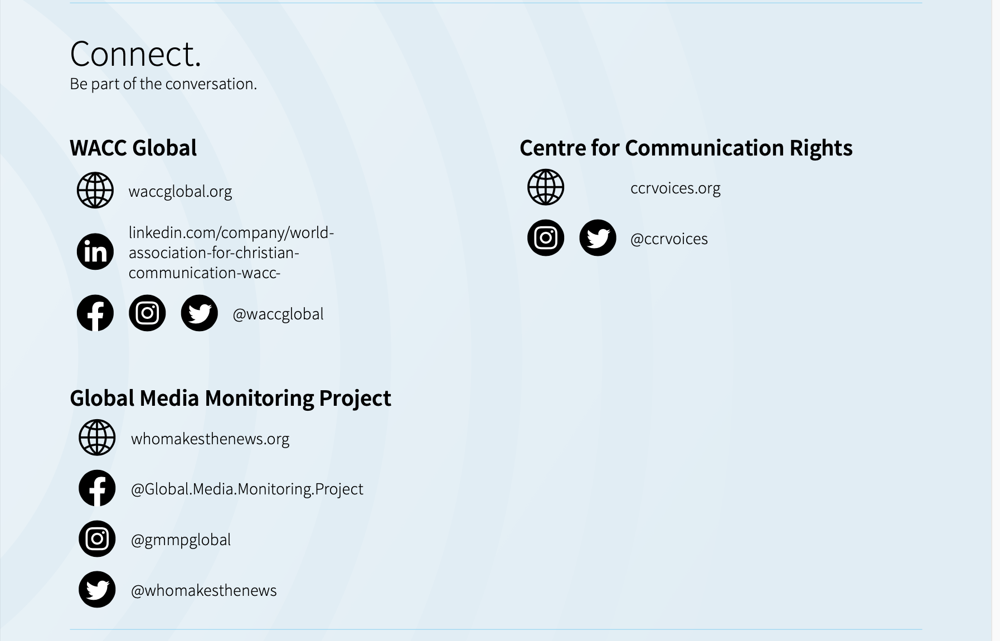 Connect.
Be part of the conversation.
WACC Global
waccglobal.org
linkedin.com/company/world-
association-for-christian-
communication-wacc-
@waccglobal
Centre for Communication Rights
ccrvoices.org
@ccrvoices
Global Media Monitoring Project
whomakesthenews.org
@Global.Media.Monitoring.Project
@gmmpglobal
@whomakesthenews